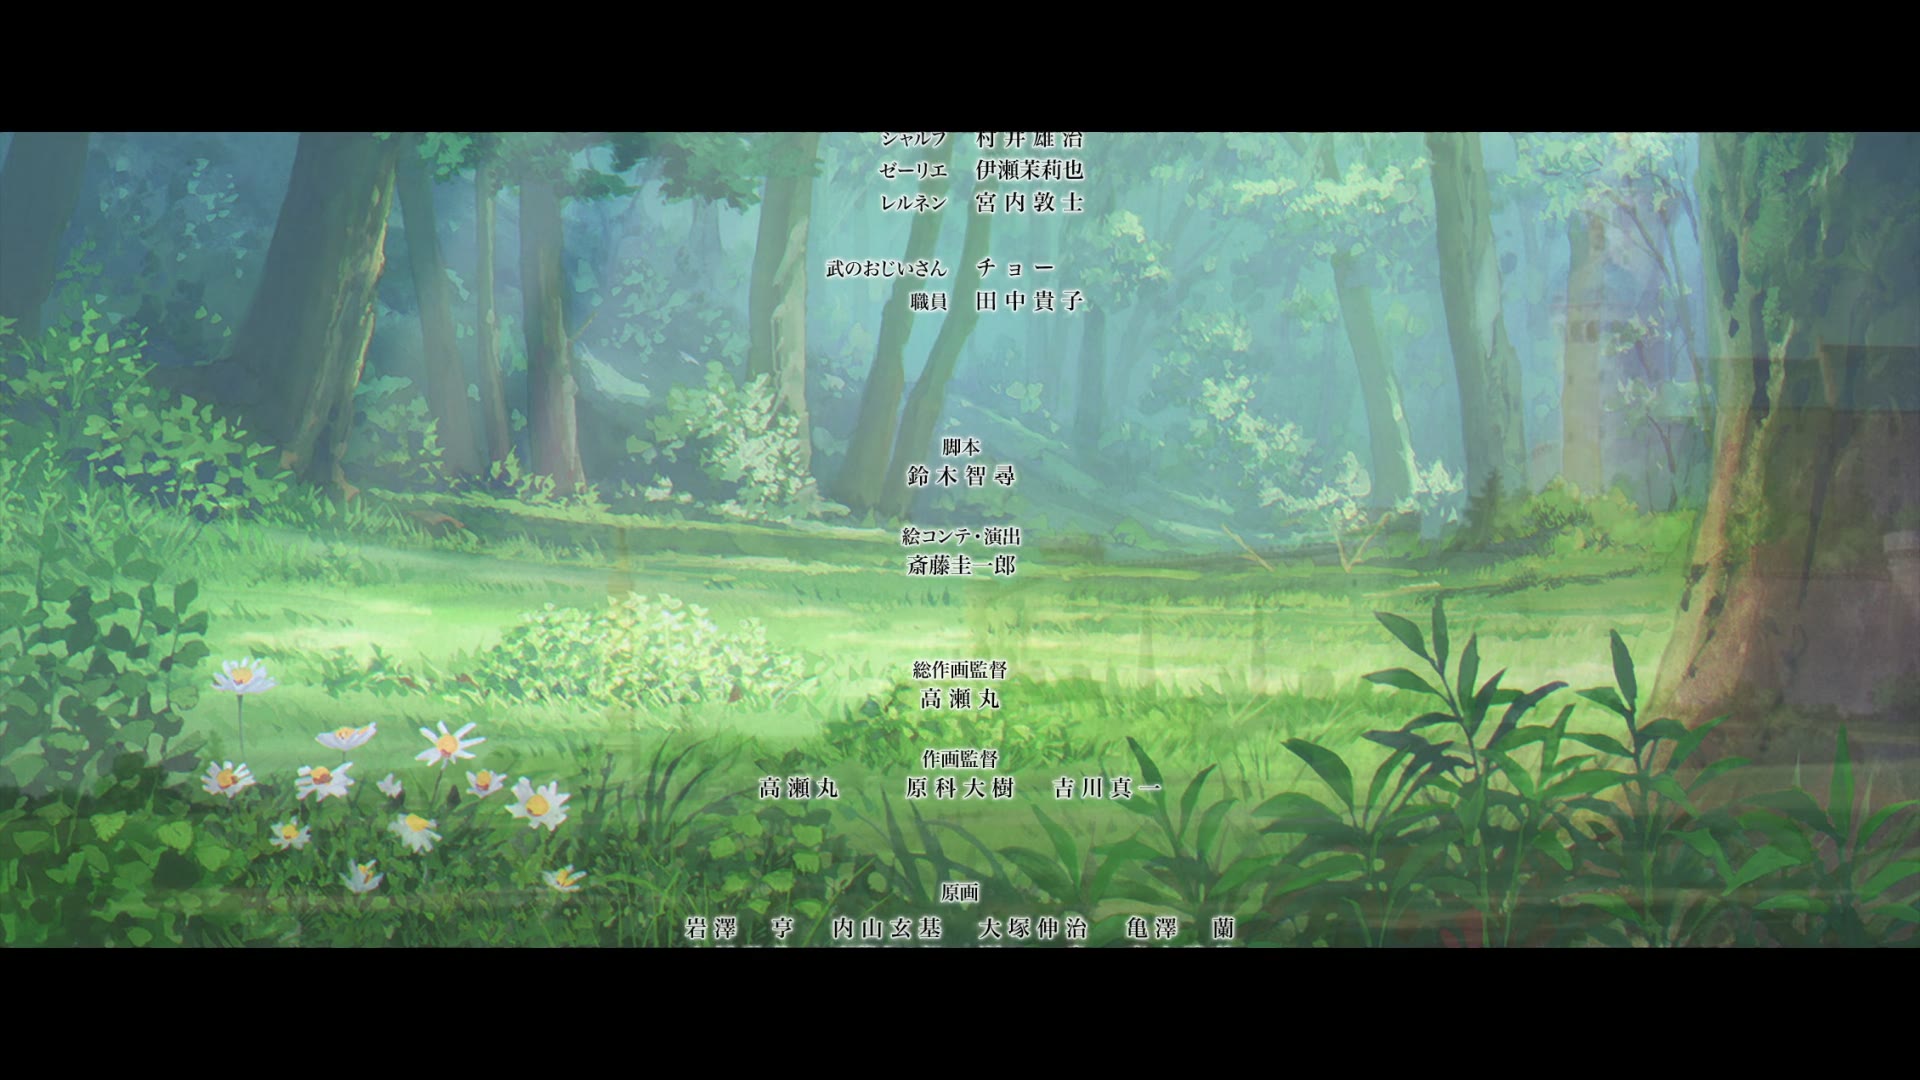 シャルフ 村井雄治
ゼーリエ 伊瀬茉莉也
レルネン 宮内敦士
武のおじいさん チョー
職員 田中貴子
脚本
鈴木智尋
絵コンテ・演出
斎藤圭一郎
総作画監督
高瀬丸
作画監督
高瀬丸 原科大樹 吉川真一
原画
岩澤 亨 内山玄基 大塚伸治 亀澤 蘭